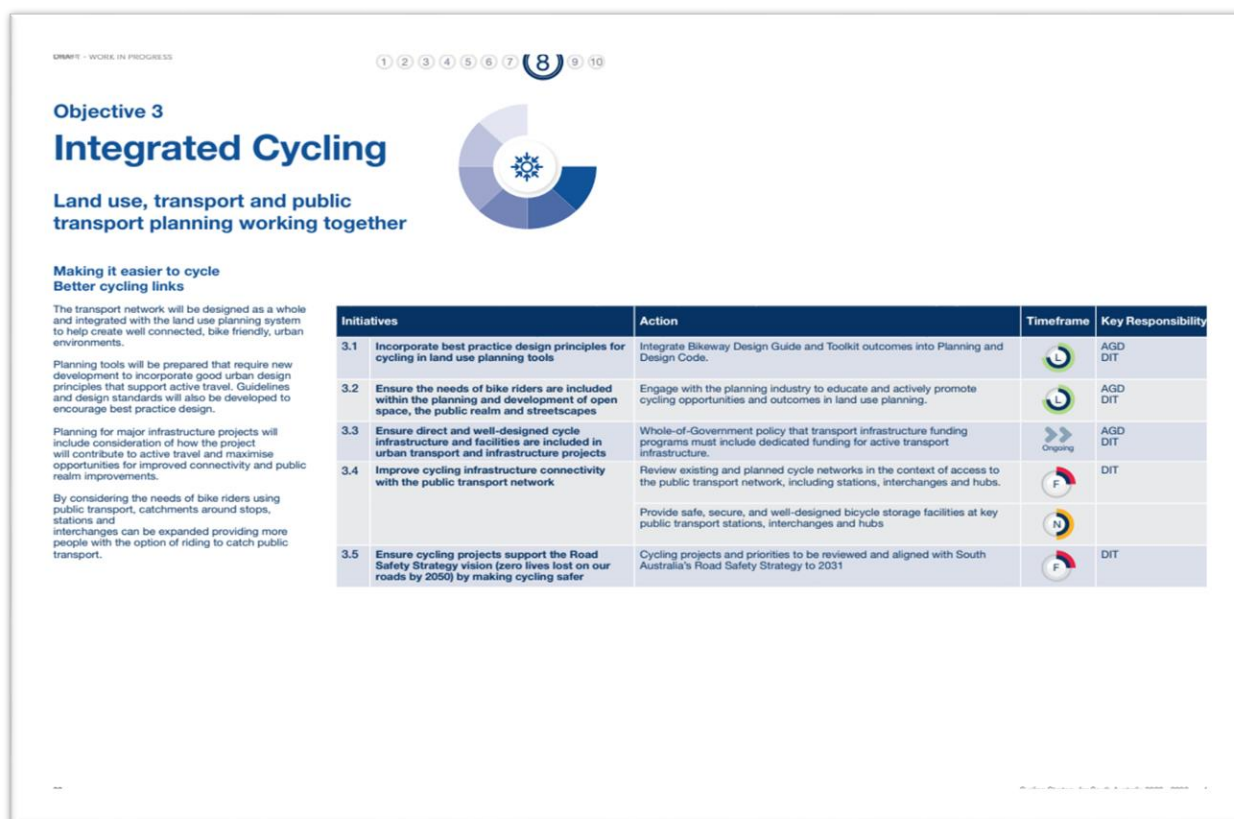 DRAFT - WORK IN PROGRESS
1 2 3 4 5 6 7 8 9 10
Objective 3
Integrated Cycling
Land use, transport and public
transport planning working together
Making it easier to cycle
Better cycling links
The transport network will be designed as a whole
and integrated with the land use planning system
to help create well connected, bike friendly, urban
environments.
Planning tools will be prepared that require new
development to incorporate good urban design
principles that support active travel. Guidelines
and design standards will also be developed to
encourage best practice design.
Planning for major infrastructure projects will
include consideration of how the project
will contribute to active travel and maximise
opportunities for improved connectivity and public
realm improvements.
By considering the needs of bike riders using
public transport, catchments around stops,
stations and
interchanges can be expanded providing more
people with the option of riding to catch public
transport.
Initiatives Action Timeframe Key Responsibility
3.1 Incorporate best practice design principles for
cycling in land use planning tools
Integrate Bikeway Design Guide and Toolkit outcomes into Planning and
Design Code.
L
AGD
DIT
3.2 Ensure the needs of bike riders are included
within the planning and development of open
space, the public realm and streetscapes
Engage with the planning industry to educate and actively promote
cycling opportunities and outcomes in land use planning.
L
AGD
DIT
3.3 Ensure direct and well-designed cycle
infrastructure and facilities are included in
urban transport and infrastructure projects
Whole-of-Government policy that transport infrastructure funding
programs must include dedicated funding for active transport
infrastructure.
Ongoing
AGD
DIT
3.4 Improve cycling infrastructure connectivity
with the public transport network
Review existing and planned cycle networks in the context of access to
the public transport network, including stations, interchanges and hubs.
F
DIT
Provide safe, secure, and well-designed bicycle storage facilities at key
public transport stations, interchanges and hubs
N
3.5 Ensure cycling projects support the Road
Safety Strategy vision (zero lives lost on our
roads by 2050) by making cycling safer
Cycling projects and priorities to be reviewed and aligned with South
Australia's Road Safety Strategy to 2031
F
DIT